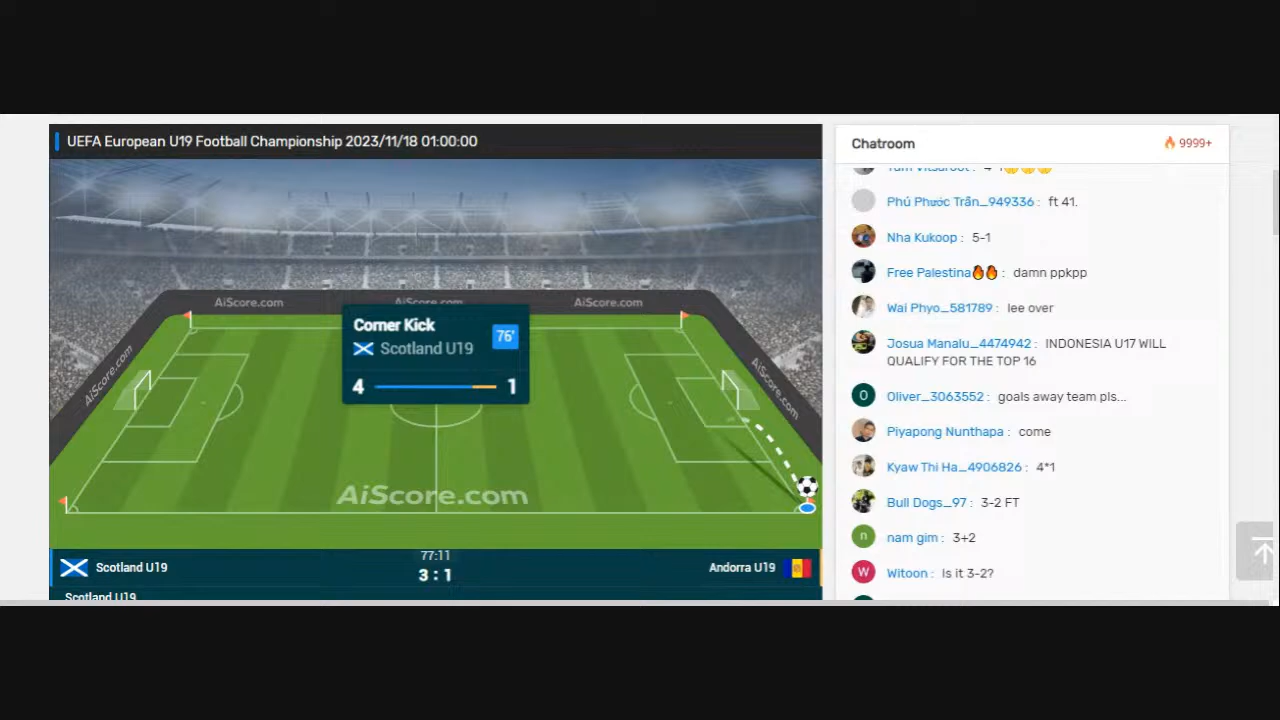 UEFA European U19 Football Championship 2023/11/18 01:00:00
AiScore.com
AiScore.com
AiScore.com
AiScore.com
AiScore.com
Corner Kick
76'
Scotland U19
4
1
AiScore.com
Scotland U19
77:11
3 : 1
Andorra U19
Scotland U19
Chatroom
9999+
Phú Phước Trần_949336 : ft 41.
Nha Kukoop : 5-1
Free Palestina🔥🔥 : damn ppkpp
Wai Phyo_581789 : lee over
Josua Manalu_4474942 : INDONESIA U17 WILL
QUALIFY FOR THE TOP 16
O
Oliver_3063552 : goals away team pls...
Piyapong Nunthapa : come
Kyaw Thi Ha_4906826 : 4*1
Bull Dogs_97 : 3-2 FT
n
nam gim : 3+2
W
Witoon : Is it 3-2?